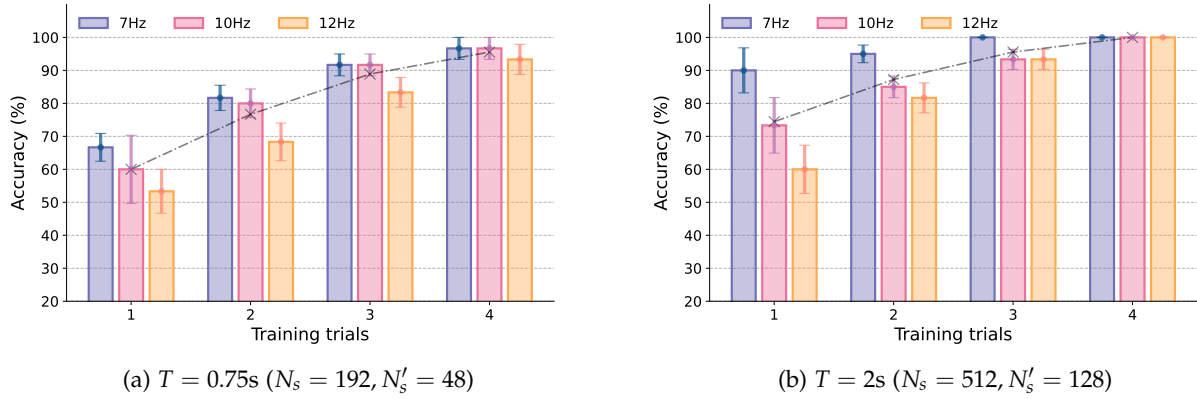 7Hz 10Hz 12Hz
100
90
80
70
60
50
40
30
20
Accuracy (%)
1 2 3 4
Training trials
(a) T = 0.75s (Nₛ = 192, N′ₛ = 48)
7Hz 10Hz 12Hz
100
90
80
70
60
50
40
30
20
Accuracy (%)
1 2 3 4
Training trials
(b) T = 2s (Nₛ = 512, N′ₛ = 128)